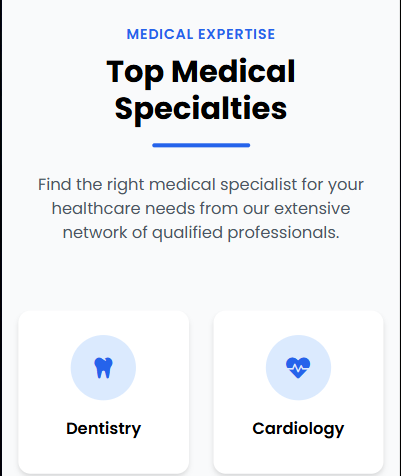 MEDICAL EXPERTISE
Top Medical
Specialties
Find the right medical specialist for your
healthcare needs from our extensive
network of qualified professionals.
Dentistry
Cardiology